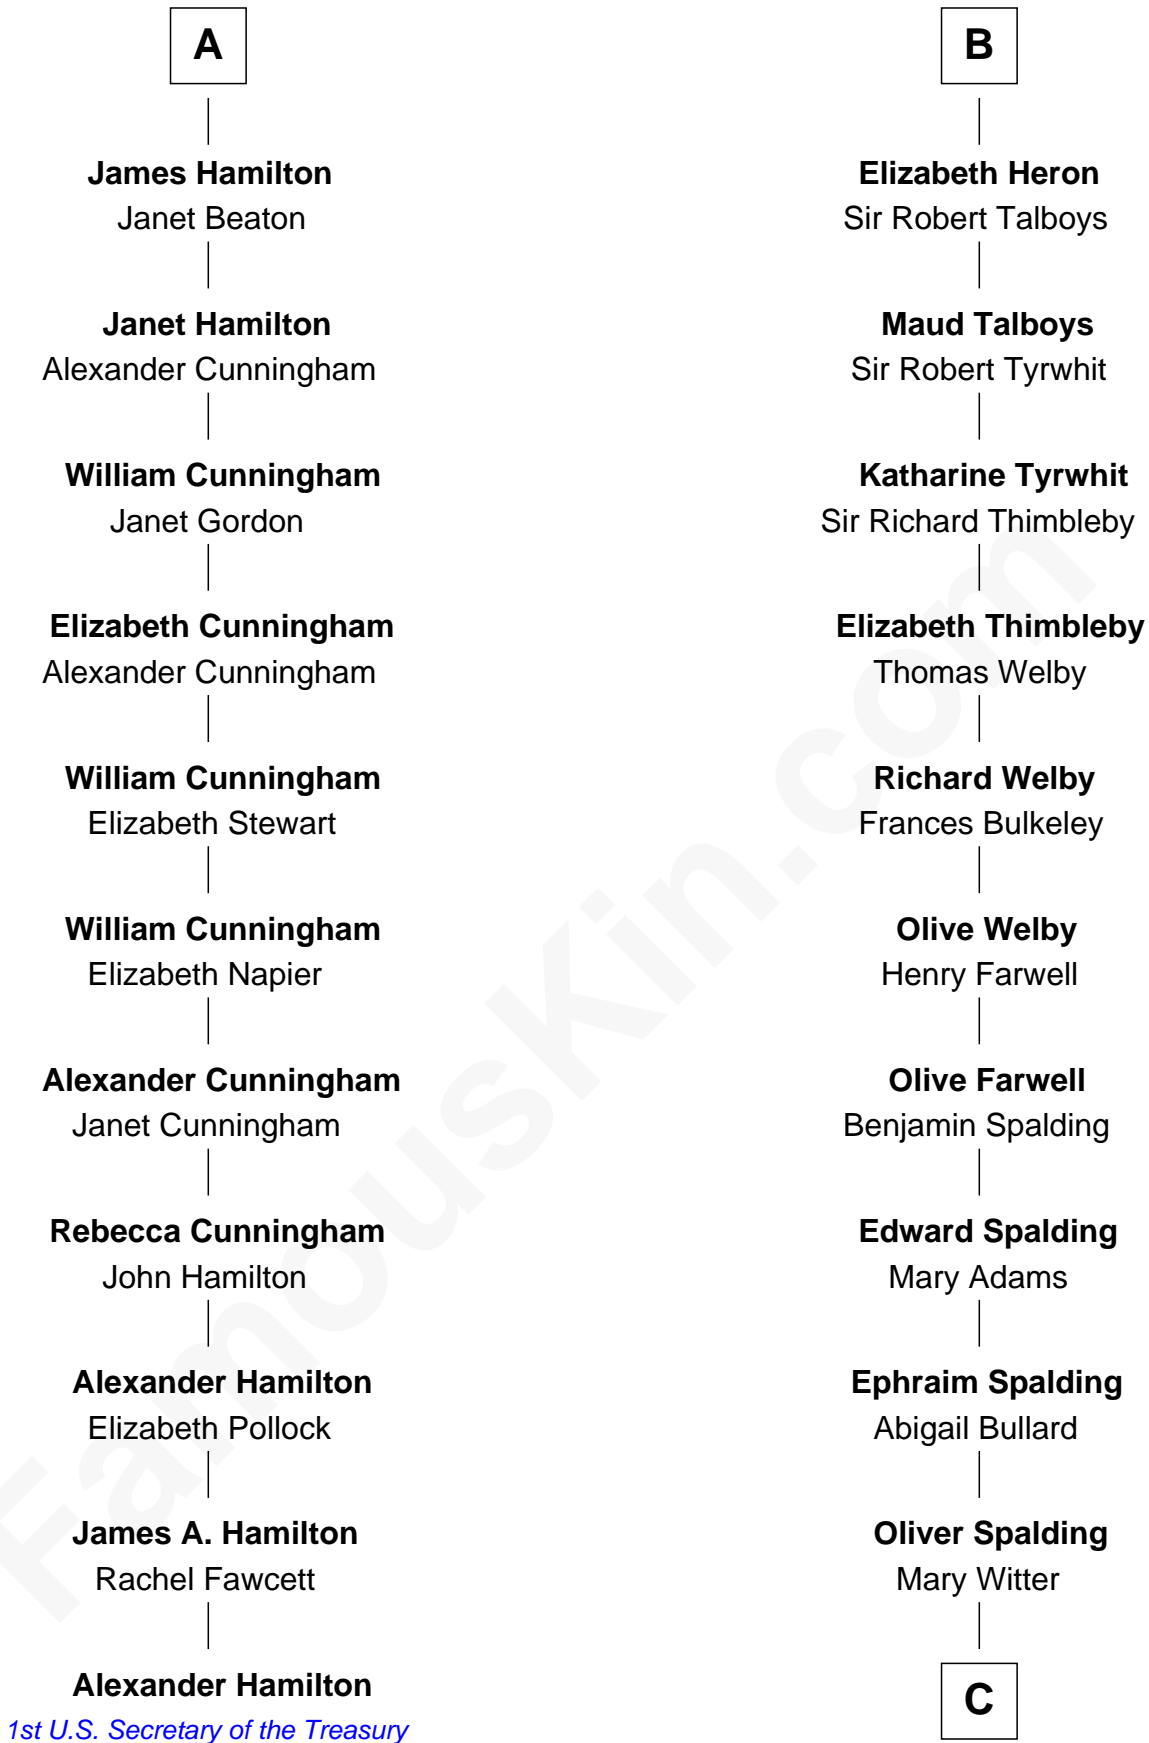 A
James Hamilton
Janet Beaton
Janet Hamilton
Alexander Cunningham
William Cunningham
Janet Gordon
Elizabeth Cunningham
Alexander Cunningham
William Cunningham
Elizabeth Stewart
William Cunningham
Elizabeth Napier
Alexander Cunningham
Janet Cunningham
Rebecca Cunningham
John Hamilton
Alexander Hamilton
Elizabeth Pollock
James A. Hamilton
Rachel Fawcett
Alexander Hamilton
1st U.S. Secretary of the Treasury
B
Elizabeth Heron
Sir Robert Talboys
Maud Talboys
Sir Robert Tyrwhit
Katharine Tyrwhit
Sir Richard Thimbleby
Elizabeth Thimbleby
Thomas Welby
Richard Welby
Frances Bulkeley
Olive Welby
Henry Farwell
Olive Farwell
Benjamin Spalding
Edward Spalding
Mary Adams
Ephraim Spalding
Abigail Bullard
Oliver Spalding
Mary Witter
C
FamousKin.com